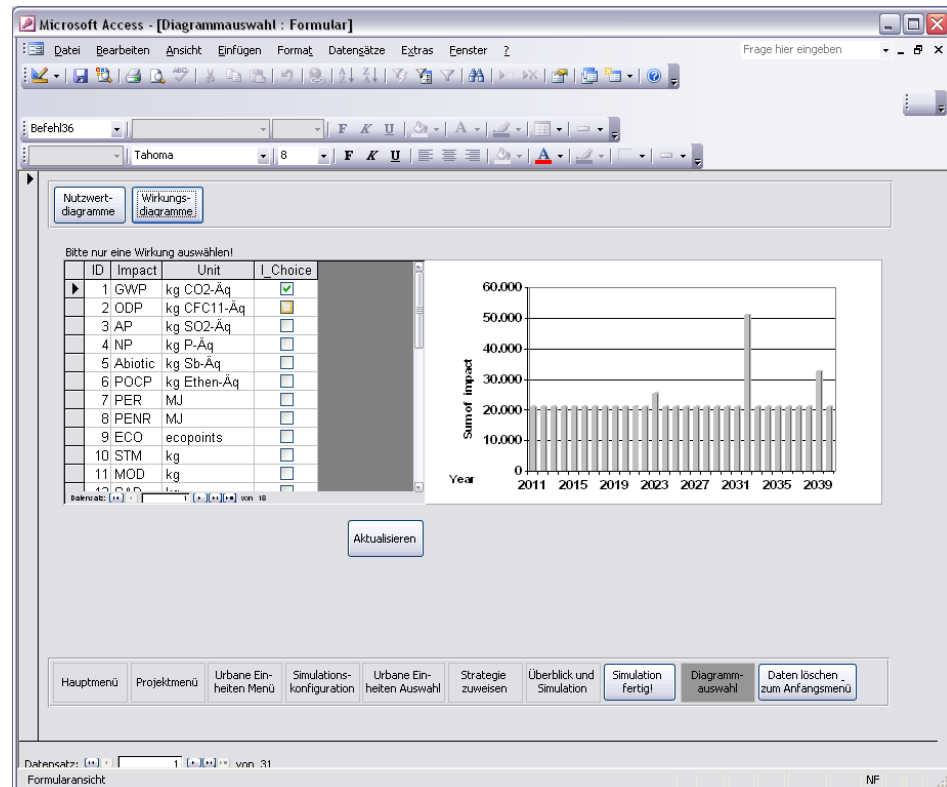 Microsoft Access - [Diagrammauswahl : Formular]
Datei Bearbeiten Ansicht Einfügen Format Datensätze Extras Fenster ? Frage hier eingeben
Befehl36 F K U A
Tahoma 8 F K U A
Nutzwert-
diagramme
Wirkungs-
diagramme
Bitte nur eine Wirkung auswählen!
ID Impact Unit I_Choice
1 GWP kg CO2-Äq
2 ODP kg CFC11-Äq
3 AP kg SO2-Äq
4 NP kg P-Äq
5 Abiotic kg Sb-Äq
6 POCP kg Ethen-Äq
7 PER MJ
8 PENR MJ
9 ECO ecopoints
10 STM kg
11 MOD kg
Datensatz: 1 von 18
60.000
50.000
40.000
30.000
20.000
10.000
0
Sum of impact
Year
2011 2015 2019 2023 2027 2031 2035 2039
Aktualisieren
Hauptmenü
Projektmenü
Urbane Ein-
heiten Menü
Simulations-
konfiguration
Urbane Ein-
heiten Auswahl
Strategie
zuweisen
Überblick und
Simulation
Simulation
fertig!
Diagramm-
auswahl
Daten löschen _
zum Anfangsmenü
Datensatz: 1 von 31
Formularansicht NF